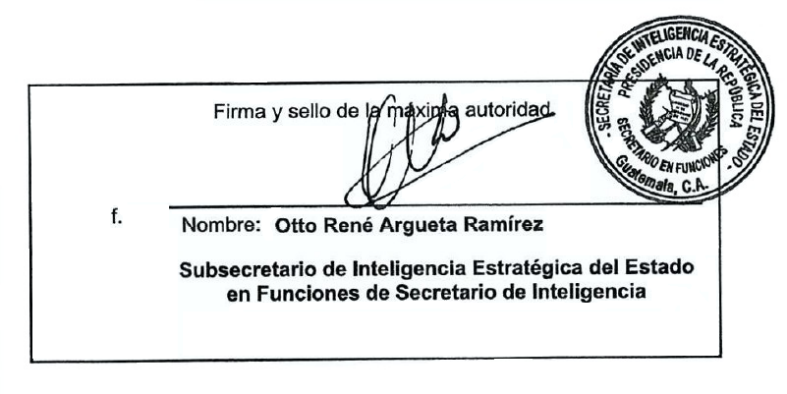 SECRETARÍA DE INTELIGENCIA ESTRATÉGICA DEL ESTADO
PRESIDENCIA DE LA REPÚBLICA
SECRETARIO EN FUNCIONES
Guatemala, C.A.
Firma y sello de la máxima autoridad
Otto
f.
Nombre: Otto René Argueta Ramírez
Subsecretario de Inteligencia Estratégica del Estado
en Funciones de Secretario de Inteligencia